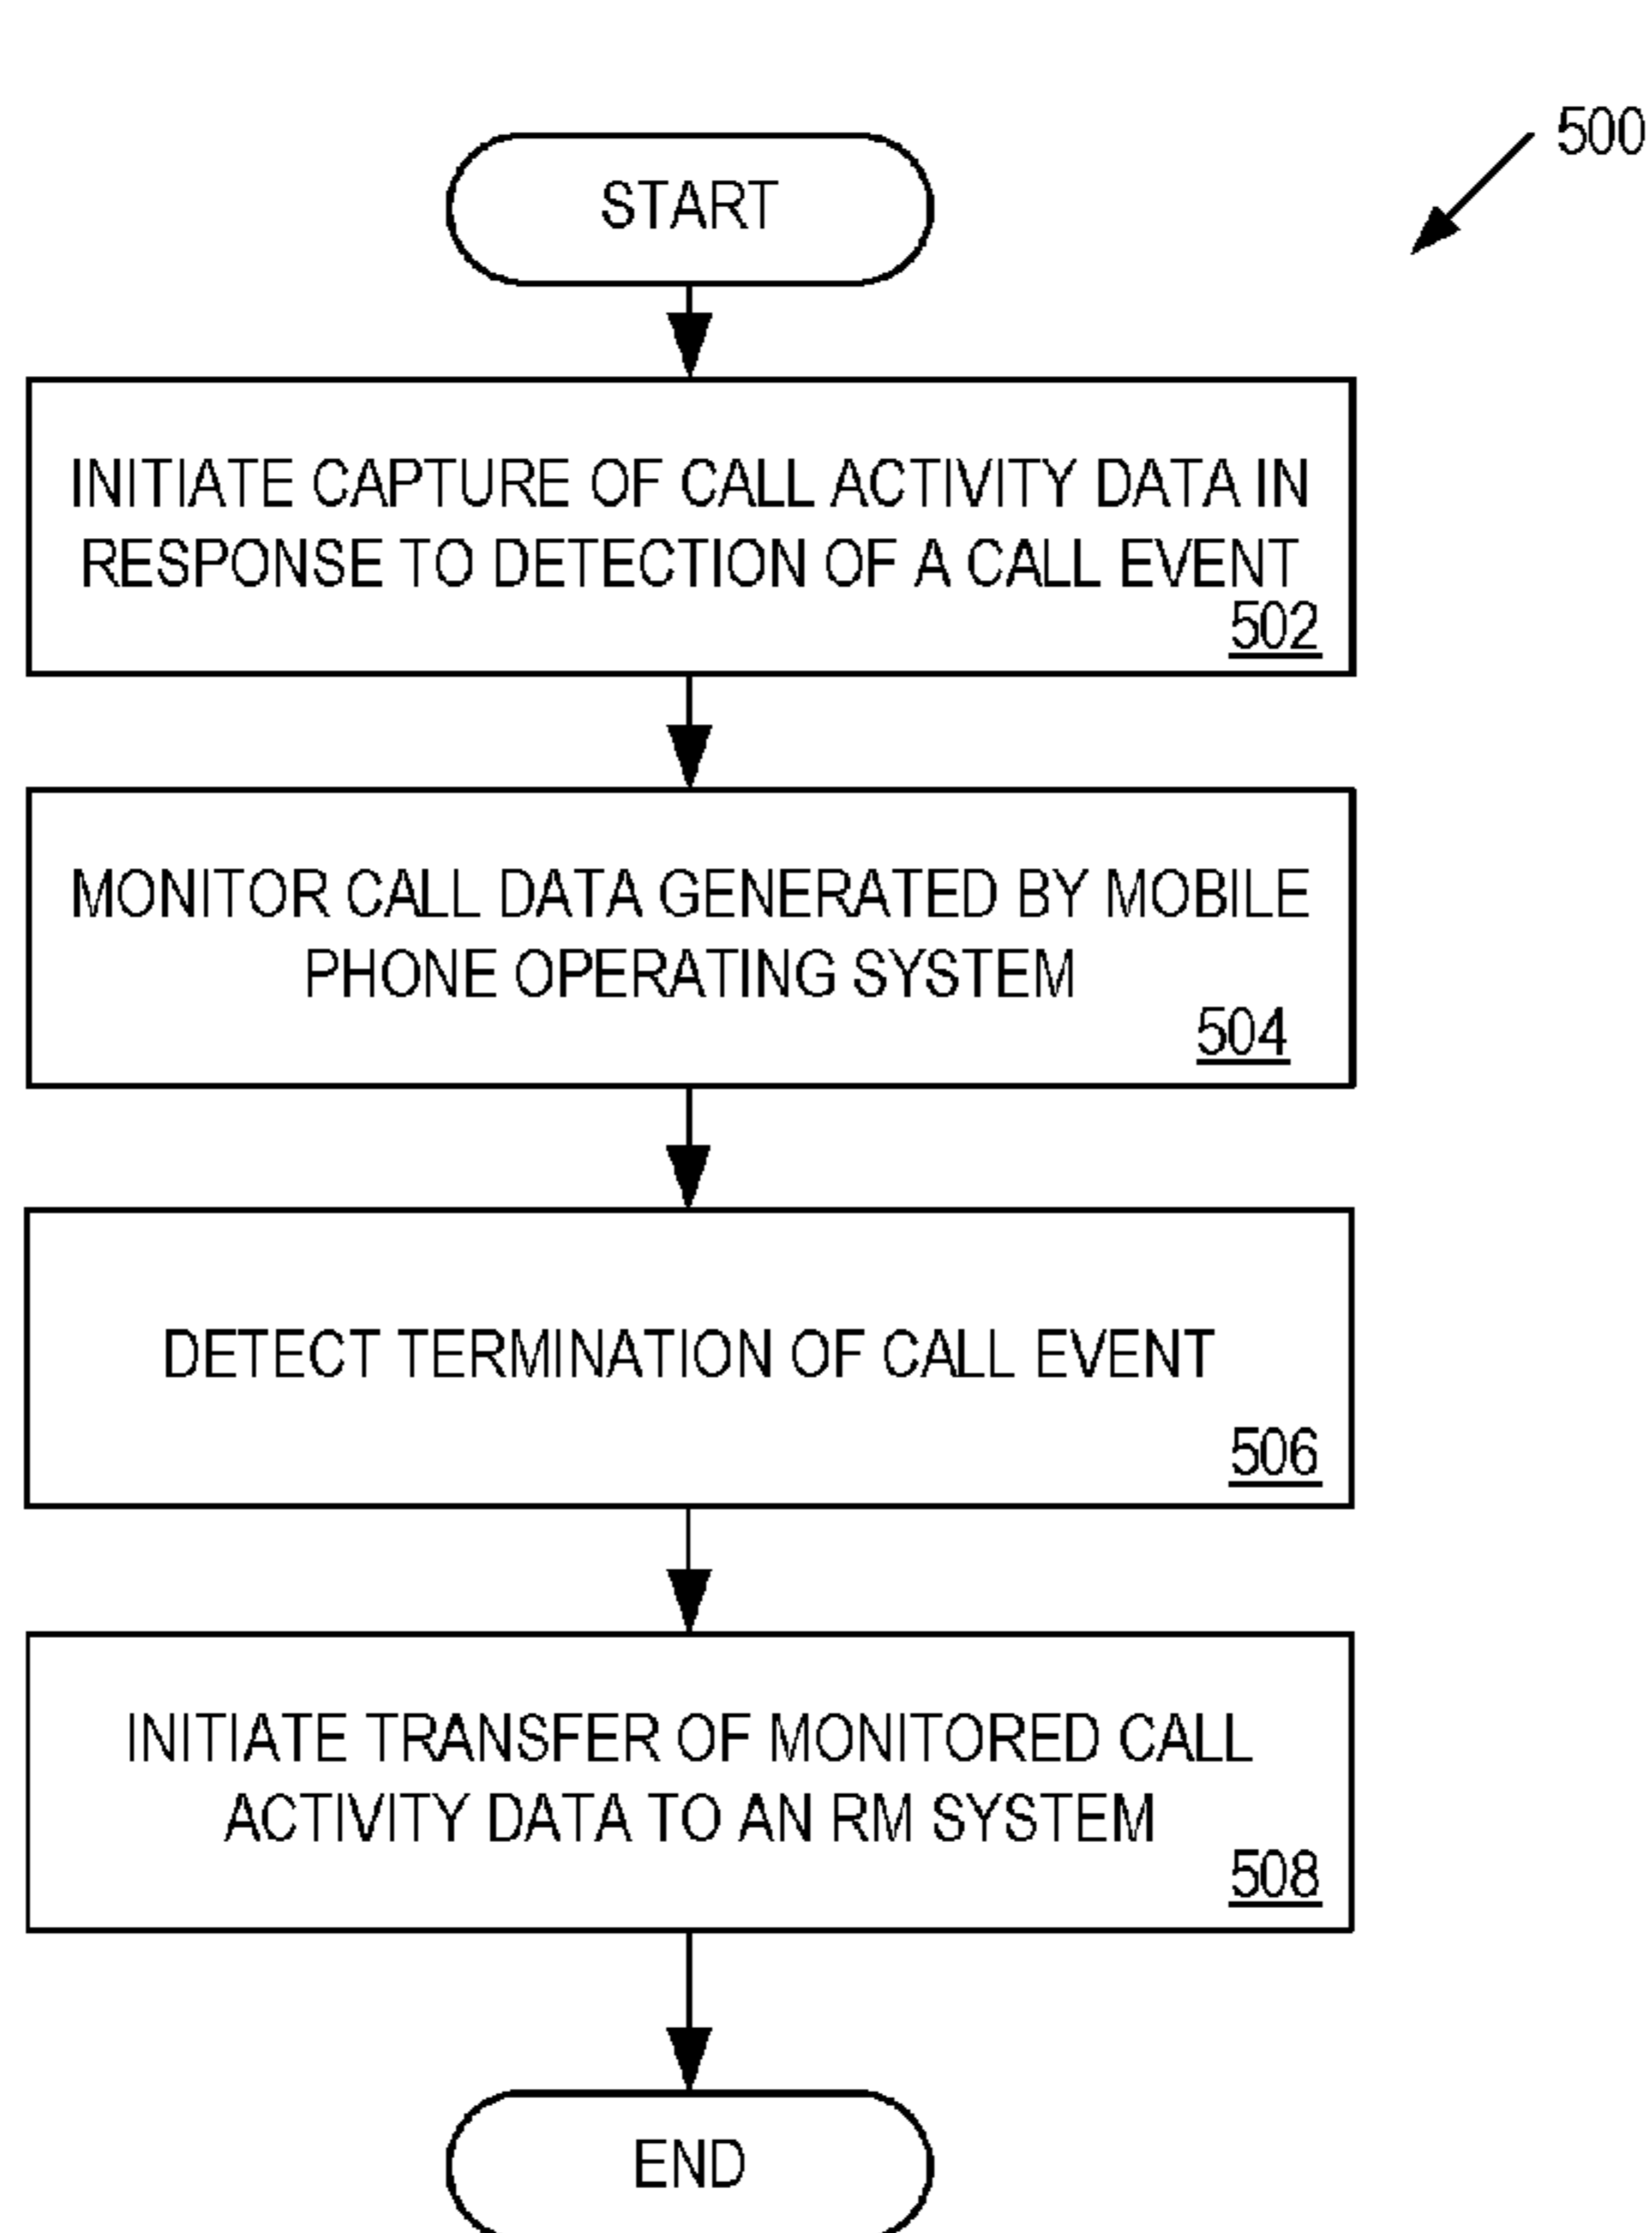 500
START
INITIATE CAPTURE OF CALL ACTIVITY DATA IN
RESPONSE TO DETECTION OF A CALL EVENT
502
MONITOR CALL DATA GENERATED BY MOBILE
PHONE OPERATING SYSTEM
504
DETECT TERMINATION OF CALL EVENT
506
INITIATE TRANSFER OF MONITORED CALL
ACTIVITY DATA TO AN RM SYSTEM
508
END